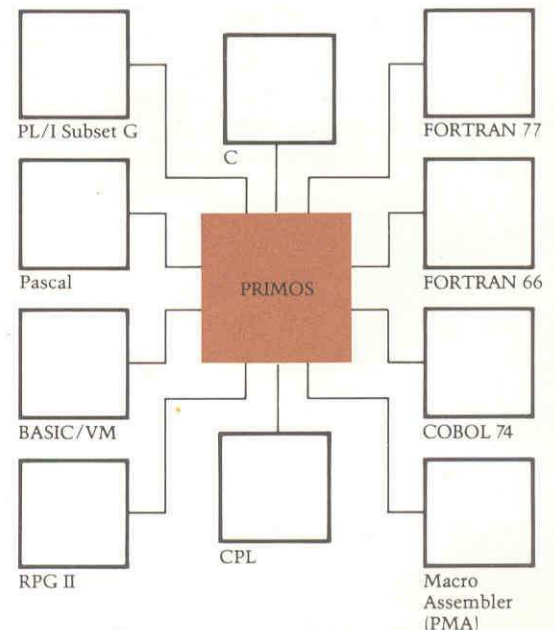 PL/I Subset G
C
FORTRAN 77
Pascal
PRIMOS
FORTRAN 66
BASIC/VM
COBOL 74
RPG II
CPL
Macro
Assembler
(PMA)